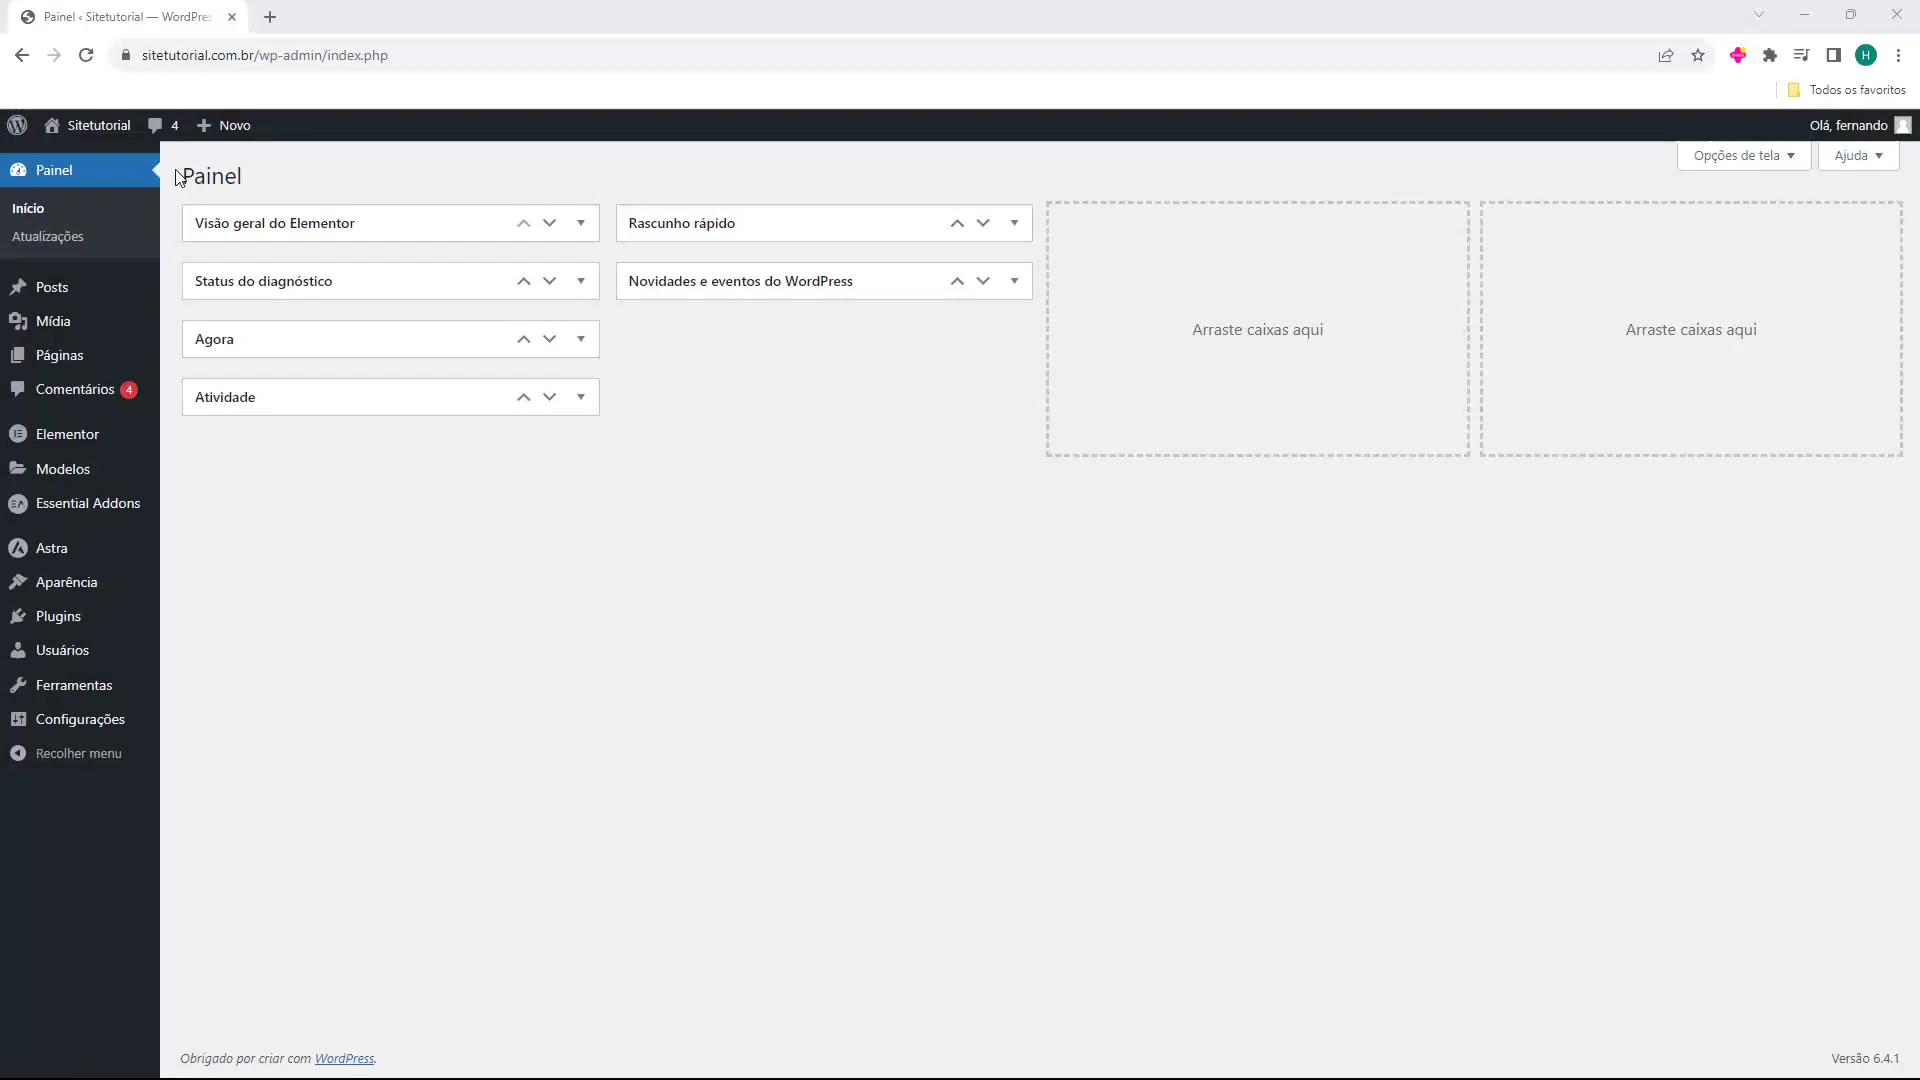 Painel ‹ Sitetutorial — WordPres
sitetutorial.com.br/wp-admin/index.php
H
Todos os favoritos
Sitetutorial
4
Novo
Olá, fernando
Painel
Início
Atualizações
Posts
Mídia
Páginas
Comentários 4
Elementor
Modelos
Essential Addons
Astra
Aparência
Plugins
Usuários
Ferramentas
Configurações
Recolher menu
Opções de tela
Ajuda
Painel
Visão geral do Elementor
Status do diagnóstico
Agora
Atividade
Rascunho rápido
Novidades e eventos do WordPress
Arraste caixas aqui
Arraste caixas aqui
Obrigado por criar com WordPress.
Versão 6.4.1